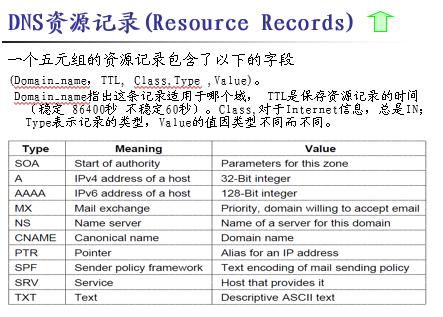 DNS资源记录(Resource Records)
一个五元组的资源记录包含了以下的字段
(Domain_name, TTL, Class,Type ,Value)。
Domain_name指出这条记录适用于哪个域, TTL是保存资源记录的时间
(稳定 86400秒 不稳定60秒)。Class,对于Internet信息,总是IN;
Type表示记录的类型,Value的值因类型不同而不同。
Type Meaning Value
SOA Start of authority Parameters for this zone
A IPv4 address of a host 32-Bit integer
AAAA IPv6 address of a host 128-Bit integer
MX Mail exchange Priority, domain willing to accept email
NS Name server Name of a server for this domain
CNAME Canonical name Domain name
PTR Pointer Alias for an IP address
SPF Sender policy framework Text encoding of mail sending policy
SRV Service Host that provides it
TXT Text Descriptive ASCII text